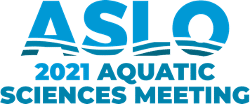 ASLO
2021 AQUATIC
SCIENCES MEETING